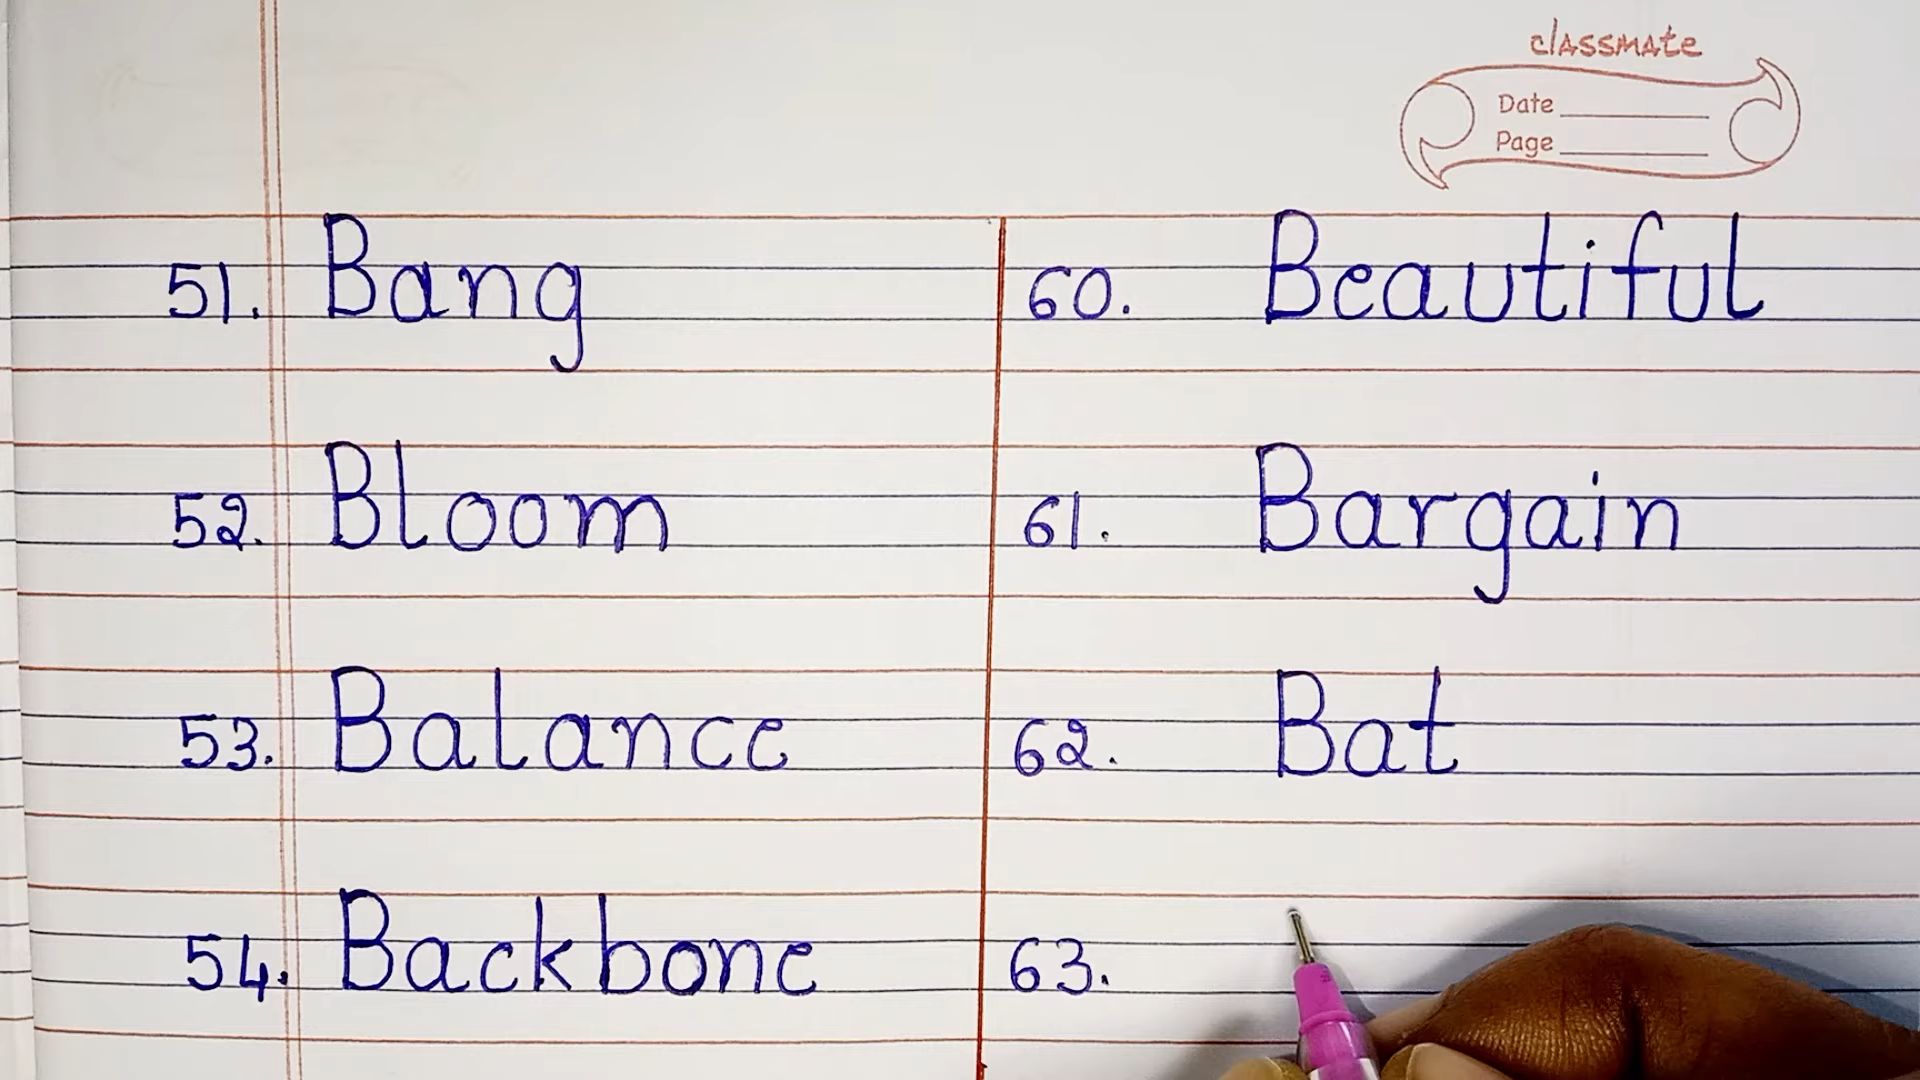 classmate
Date
Page
51. Bang
52. Bloom
53. Balance
54. Backbone
60. Beautiful
61. Bargain
62. Bat
63.